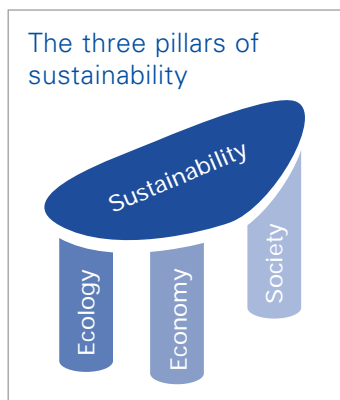 The three pillars of
sustainability
Sustainability
Ecology
Economy
Society